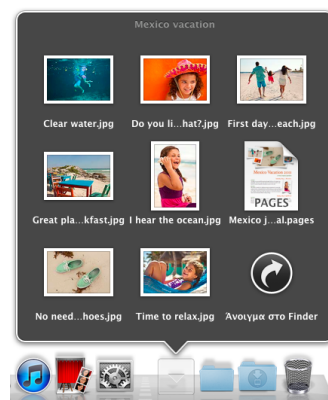 Mexico vacation
Clear water.jpg
Do you li...hat?.jpg
First day...each.jpg
Great pla...kfast.jpg
I hear the ocean.jpg
PAGES
Mexico j...al.pages
No need...hoes.jpg
Time to relax.jpg
Άνοιγμα στο Finder